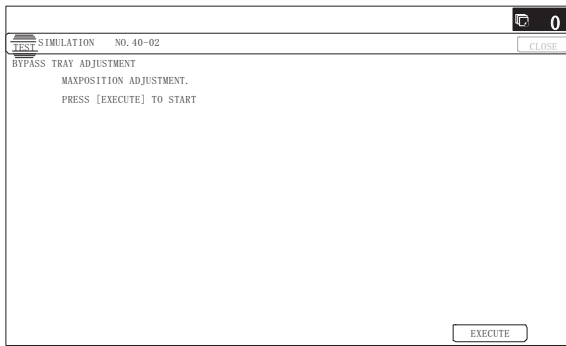 0
TEST SIMULATION NO. 40-02 CLOSE
BYPASS TRAY ADJUSTMENT
MAXPOSITION ADJUSTMENT.
PRESS [EXECUTE] TO START
EXECUTE